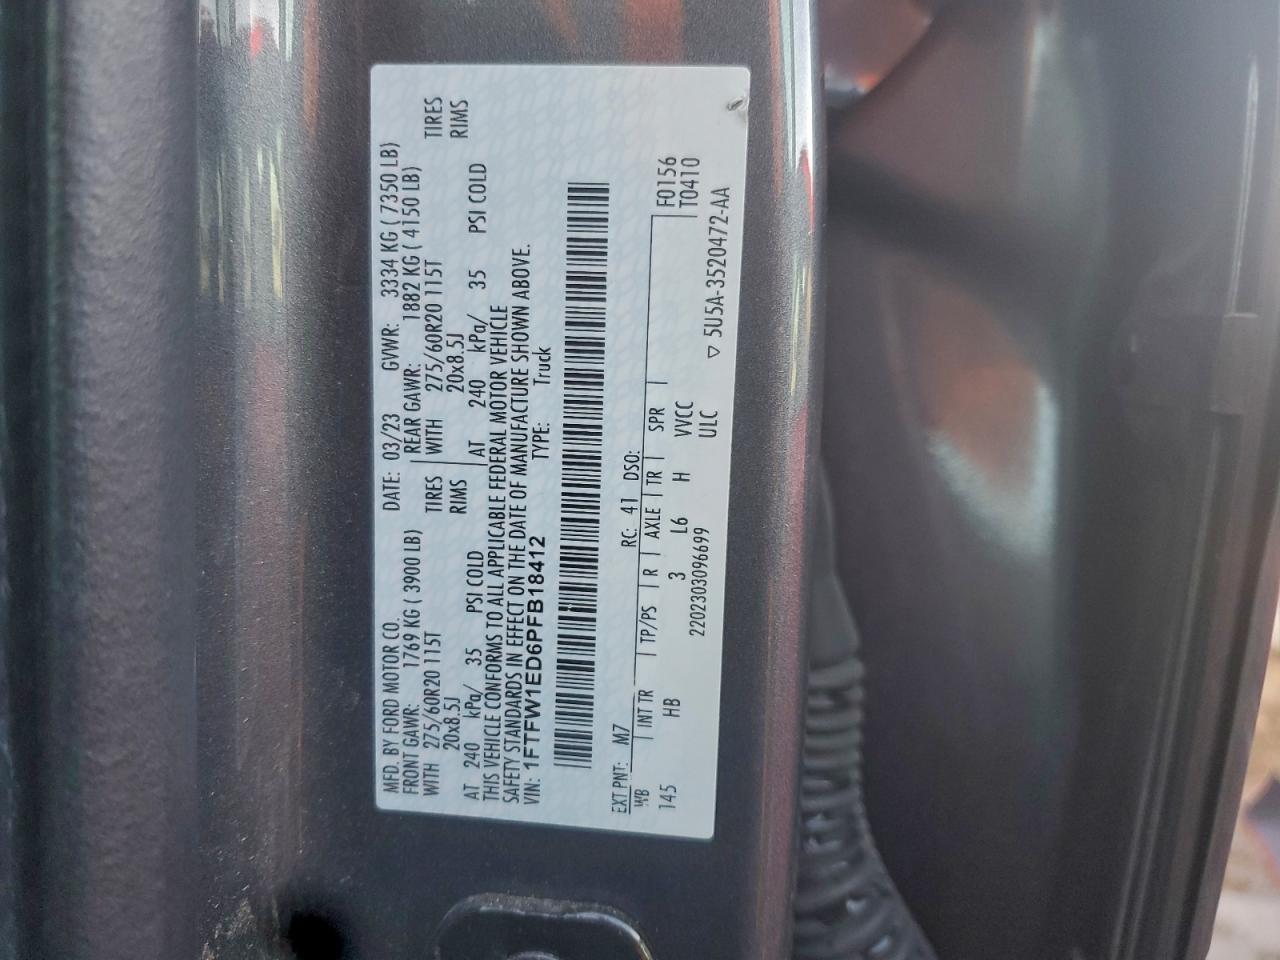 MFD. BY FORD MOTOR CO. DATE: 03/23 GVWR: 3334 KG ( 7350 LB)
FRONT GAWR: 1769 KG ( 3900 LB) REAR GAWR: 1882 KG ( 4150 LB)
WITH 275/60R20 115T TIRES WITH 275/60R20 115T TIRES
20x8.5J RIMS 20x8.5J RIMS
AT 240 kPa/ 35 PSI COLD AT 240 kPa/ 35 PSI COLD
THIS VEHICLE CONFORMS TO ALL APPLICABLE FEDERAL MOTOR VEHICLE
SAFETY STANDARDS IN EFFECT ON THE DATE OF MANUFACTURE SHOWN ABOVE.
VIN: 1FTFW1ED6PFB18412 TYPE: Truck
EXT PNT: M7 RC: 41 DSO: F0156
WB INT TR TP/PS R AXLE TR SPR T0410
145 HB 3 L6 H VVCC
2202303096699 ULC ▽ 5U5A-3520472-AA